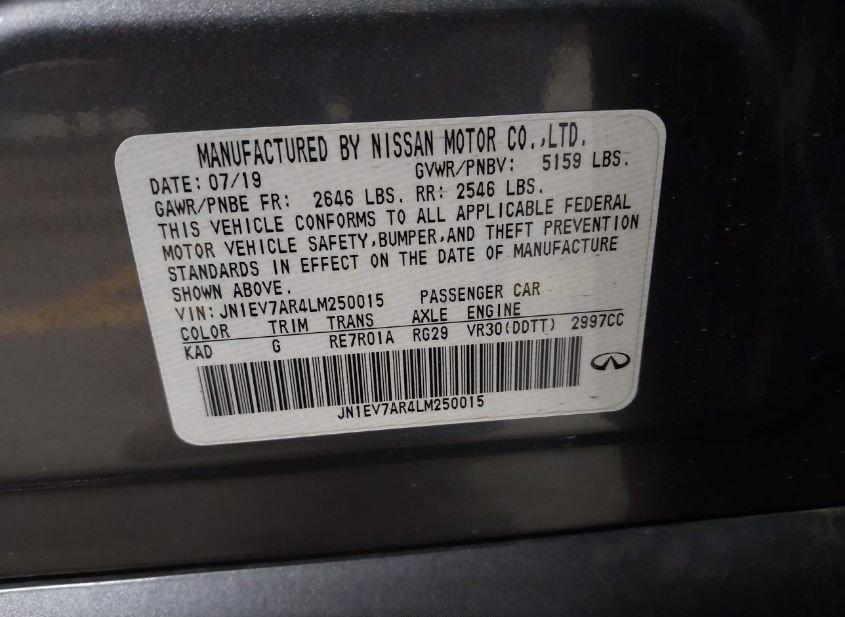 MANUFACTURED BY NISSAN MOTOR CO.,LTD.
DATE: 07/19 GVWR/PNBV: 5159 LBS.
GAWR/PNBE FR: 2646 LBS. RR: 2546 LBS.
THIS VEHICLE CONFORMS TO ALL APPLICABLE FEDERAL
MOTOR VEHICLE SAFETY,BUMPER,AND THEFT PREVENTION
STANDARDS IN EFFECT ON THE DATE OF MANUFACTURE
SHOWN ABOVE.
VIN: JN1EV7AR4LM250015 PASSENGER CAR
COLOR TRIM TRANS AXLE ENGINE
KAD G RE7R01A RG29 VR30(DDTT) 2997CC
JN1EV7AR4LM250015